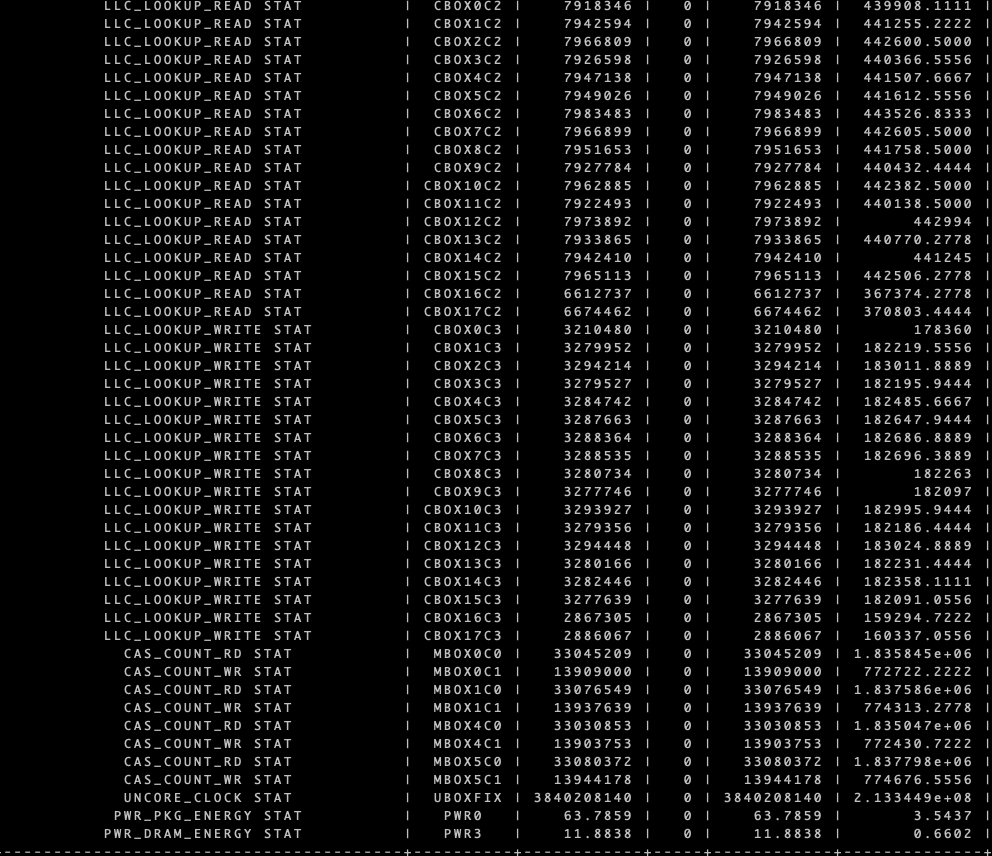 LLC_LOOKUP_READ STAT | CBOX0C2 | 7918346 | 0 | 7918346 | 439908.1111 |
LLC_LOOKUP_READ STAT | CBOX1C2 | 7942594 | 0 | 7942594 | 441255.2222 |
LLC_LOOKUP_READ STAT | CBOX2C2 | 7966809 | 0 | 7966809 | 442600.5000 |
LLC_LOOKUP_READ STAT | CBOX3C2 | 7926598 | 0 | 7926598 | 440366.5556 |
LLC_LOOKUP_READ STAT | CBOX4C2 | 7947138 | 0 | 7947138 | 441507.6667 |
LLC_LOOKUP_READ STAT | CBOX5C2 | 7949026 | 0 | 7949026 | 441612.5556 |
LLC_LOOKUP_READ STAT | CBOX6C2 | 7983483 | 0 | 7983483 | 443526.8333 |
LLC_LOOKUP_READ STAT | CBOX7C2 | 7966899 | 0 | 7966899 | 442605.5000 |
LLC_LOOKUP_READ STAT | CBOX8C2 | 7951653 | 0 | 7951653 | 441758.5000 |
LLC_LOOKUP_READ STAT | CBOX9C2 | 7927784 | 0 | 7927784 | 440432.4444 |
LLC_LOOKUP_READ STAT | CBOX10C2 | 7962885 | 0 | 7962885 | 442382.5000 |
LLC_LOOKUP_READ STAT | CBOX11C2 | 7922493 | 0 | 7922493 | 440138.5000 |
LLC_LOOKUP_READ STAT | CBOX12C2 | 7973892 | 0 | 7973892 | 442994 |
LLC_LOOKUP_READ STAT | CBOX13C2 | 7933865 | 0 | 7933865 | 440770.2778 |
LLC_LOOKUP_READ STAT | CBOX14C2 | 7942410 | 0 | 7942410 | 441245 |
LLC_LOOKUP_READ STAT | CBOX15C2 | 7965113 | 0 | 7965113 | 442506.2778 |
LLC_LOOKUP_READ STAT | CBOX16C2 | 6612737 | 0 | 6612737 | 367374.2778 |
LLC_LOOKUP_READ STAT | CBOX17C2 | 6674462 | 0 | 6674462 | 370803.4444 |
LLC_LOOKUP_WRITE STAT | CBOX0C3 | 3210480 | 0 | 3210480 | 178360 |
LLC_LOOKUP_WRITE STAT | CBOX1C3 | 3279952 | 0 | 3279952 | 182219.5556 |
LLC_LOOKUP_WRITE STAT | CBOX2C3 | 3294214 | 0 | 3294214 | 183011.8889 |
LLC_LOOKUP_WRITE STAT | CBOX3C3 | 3279527 | 0 | 3279527 | 182195.9444 |
LLC_LOOKUP_WRITE STAT | CBOX4C3 | 3284742 | 0 | 3284742 | 182485.6667 |
LLC_LOOKUP_WRITE STAT | CBOX5C3 | 3287663 | 0 | 3287663 | 182647.9444 |
LLC_LOOKUP_WRITE STAT | CBOX6C3 | 3288364 | 0 | 3288364 | 182686.8889 |
LLC_LOOKUP_WRITE STAT | CBOX7C3 | 3288535 | 0 | 3288535 | 182696.3889 |
LLC_LOOKUP_WRITE STAT | CBOX8C3 | 3280734 | 0 | 3280734 | 182263 |
LLC_LOOKUP_WRITE STAT | CBOX9C3 | 3277746 | 0 | 3277746 | 182097 |
LLC_LOOKUP_WRITE STAT | CBOX10C3 | 3293927 | 0 | 3293927 | 182995.9444 |
LLC_LOOKUP_WRITE STAT | CBOX11C3 | 3279356 | 0 | 3279356 | 182186.4444 |
LLC_LOOKUP_WRITE STAT | CBOX12C3 | 3294448 | 0 | 3294448 | 183024.8889 |
LLC_LOOKUP_WRITE STAT | CBOX13C3 | 3280166 | 0 | 3280166 | 182231.4444 |
LLC_LOOKUP_WRITE STAT | CBOX14C3 | 3282446 | 0 | 3282446 | 182358.1111 |
LLC_LOOKUP_WRITE STAT | CBOX15C3 | 3277639 | 0 | 3277639 | 182091.0556 |
LLC_LOOKUP_WRITE STAT | CBOX16C3 | 2867305 | 0 | 2867305 | 159294.7222 |
LLC_LOOKUP_WRITE STAT | CBOX17C3 | 2886067 | 0 | 2886067 | 160337.0556 |
CAS_COUNT_RD STAT | MBOX0C0 | 33045209 | 0 | 33045209 | 1.835845e+06 |
CAS_COUNT_WR STAT | MBOX0C1 | 13909000 | 0 | 13909000 | 772722.2222 |
CAS_COUNT_RD STAT | MBOX1C0 | 33076549 | 0 | 33076549 | 1.837586e+06 |
CAS_COUNT_WR STAT | MBOX1C1 | 13937639 | 0 | 13937639 | 774313.2778 |
CAS_COUNT_RD STAT | MBOX4C0 | 33030853 | 0 | 33030853 | 1.835047e+06 |
CAS_COUNT_WR STAT | MBOX4C1 | 13903753 | 0 | 13903753 | 772430.7222 |
CAS_COUNT_RD STAT | MBOX5C0 | 33080372 | 0 | 33080372 | 1.837798e+06 |
CAS_COUNT_WR STAT | MBOX5C1 | 13944178 | 0 | 13944178 | 774676.5556 |
UNCORE_CLOCK STAT | UBOXFIX | 3840208140 | 0 | 3840208140 | 2.133449e+08 |
PWR_PKG_ENERGY STAT | PWR0 | 63.7859 | 0 | 63.7859 | 3.5437 |
PWR_DRAM_ENERGY STAT | PWR3 | 11.8838 | 0 | 11.8838 | 0.6602 |